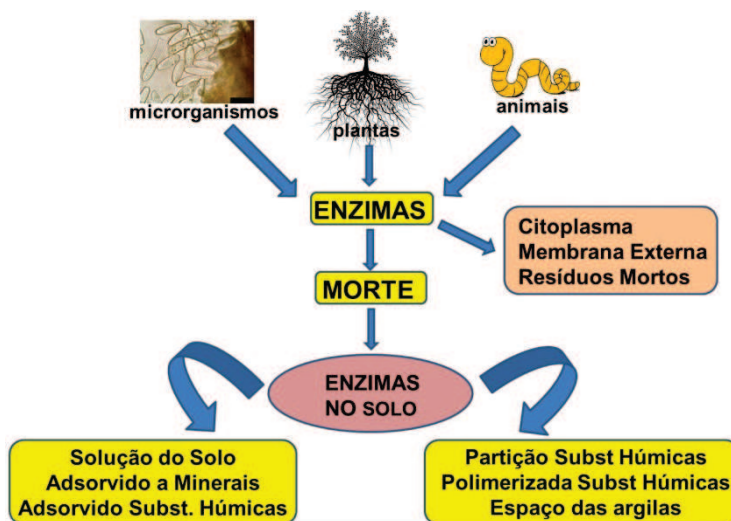 microrganismos
plantas
animais
ENZIMAS
Citoplasma
Membrana Externa
Resíduos Mortos
MORTE
ENZIMAS
NO SOLO
Solução do Solo
Adsorvido a Minerais
Adsorvido Subst. Húmicas
Partição Subst Húmicas
Polimerizada Subst Húmicas
Espaço das argilas